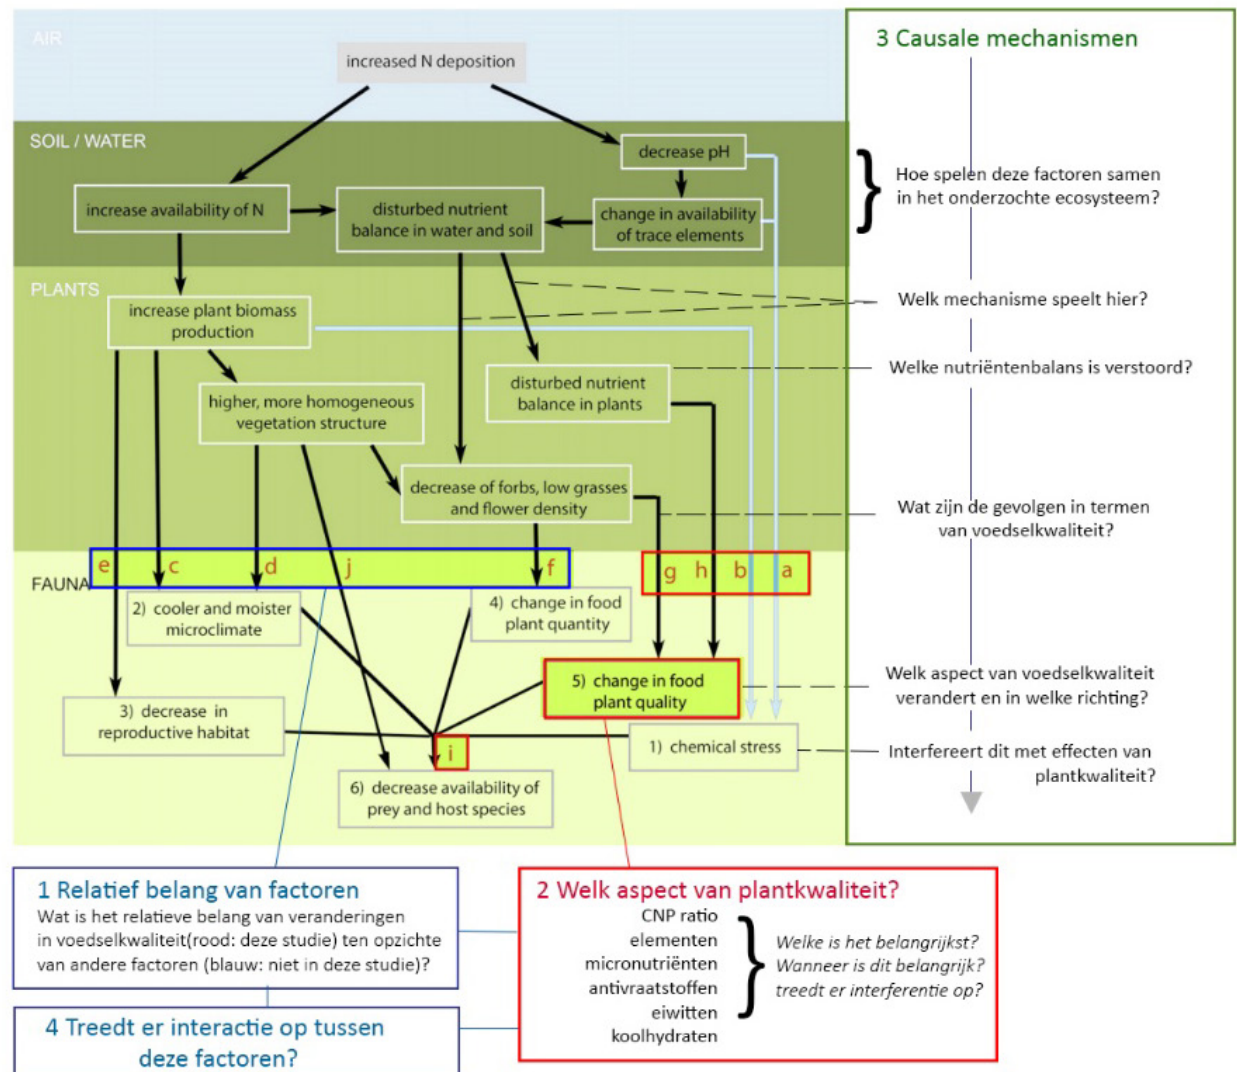 AIR
increased N deposition
SOIL / WATER
decrease pH
increase availability of N
disturbed nutrient
balance in water and soil
change in availability
of trace elements
PLANTS
increase plant biomass
production
higher, more homogeneous
vegetation structure
disturbed nutrient
balance in plants
decrease of forbs, low grasses
and flower density
FAUNA
e
c
d
j
f
g
h
b
a
2) cooler and moister
microclimate
4) change in food
plant quantity
5) change in food
plant quality
3) decrease in
reproductive habitat
i
1) chemical stress
6) decrease availability of
prey and host species
3 Causale mechanismen
Hoe spelen deze factoren samen
in het onderzochte ecosysteem?
Welk mechanisme speelt hier?
Welke nutriëntenbalans is verstoord?
Wat zijn de gevolgen in termen
van voedselkwaliteit?
Welk aspect van voedselkwaliteit
verandert en in welke richting?
Interfereert dit met effecten van
plantkwaliteit?
1 Relatief belang van factoren
Wat is het relatieve belang van veranderingen
in voedselkwaliteit(rood: deze studie) ten opzichte
van andere factoren (blauw: niet in deze studie)?
4 Treedt er interactie op tussen
deze factoren?
2 Welk aspect van plantkwaliteit?
CNP ratio
elementen
micronutriënten
antivraatstoffen
eiwitten
koolhydraten
Welke is het belangrijkst?
Wanneer is dit belangrijk?
treedt er interferentie op?